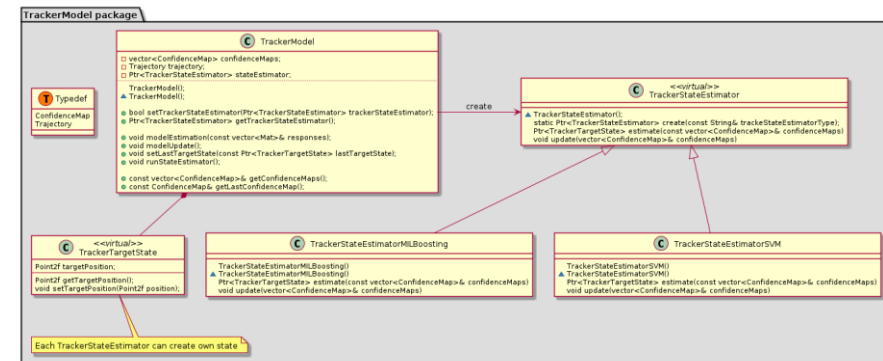 TrackerModel package
C TrackerModel
vector<ConfidenceMap> confidenceMaps;
Trajectory trajectory;
Ptr<TrackerStateEstimator> stateEstimator;
TrackerModel();
TrackerModel();
bool setTrackerStateEstimator(Ptr<TrackerStateEstimator> trackerStateEstimator);
Ptr<TrackerStateEstimator> getTrackerStateEstimator();
void modelEstimation(const vector<Mat>& responses);
void modelUpdate();
void setLastTargetState(const Ptr<TrackerTargetState> lastTargetState);
void runStateEstimator();
const vector<ConfidenceMap>& getConfidenceMaps();
const ConfidenceMap& getLastConfidenceMap();
T Typedef
ConfidenceMap
Trajectory
create
C <<virtual>>
TrackerStateEstimator
TrackerStateEstimator();
static Ptr<TrackerStateEstimator> create(const String& trackeStateEstimatorType);
Ptr<TrackerTargetState> estimate(const vector<ConfidenceMap>& confidenceMaps)
void update(vector<ConfidenceMap>& confidenceMaps)
C <<virtual>>
TrackerTargetState
Point2f targetPosition;
Point2f getTargetPosition();
void setTargetPosition(Point2f position);
C TrackerStateEstimatorMILBoosting
TrackerStateEstimatorMILBoosting()
TrackerStateEstimatorMILBoosting()
Ptr<TrackerTargetState> estimate(const vector<ConfidenceMap>& confidenceMaps)
void update(vector<ConfidenceMap>& confidenceMaps)
C TrackerStateEstimatorSVM
TrackerStateEstimatorSVM()
TrackerStateEstimatorSVM()
Ptr<TrackerTargetState> estimate(const vector<ConfidenceMap>& confidenceMaps)
void update(vector<ConfidenceMap>& confidenceMaps)
Each TrackerStateEstimator can create own state